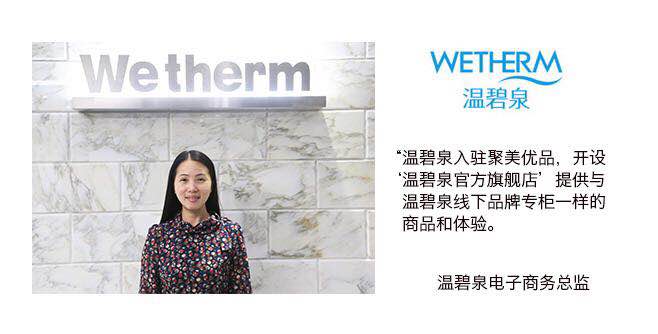 Wetherm
WETHERM
温碧泉
“温碧泉入驻聚美优品，开设
‘温碧泉官方旗舰店’提供与
温碧泉线下品牌专柜一样的
商品和体验。
温碧泉电子商务总监